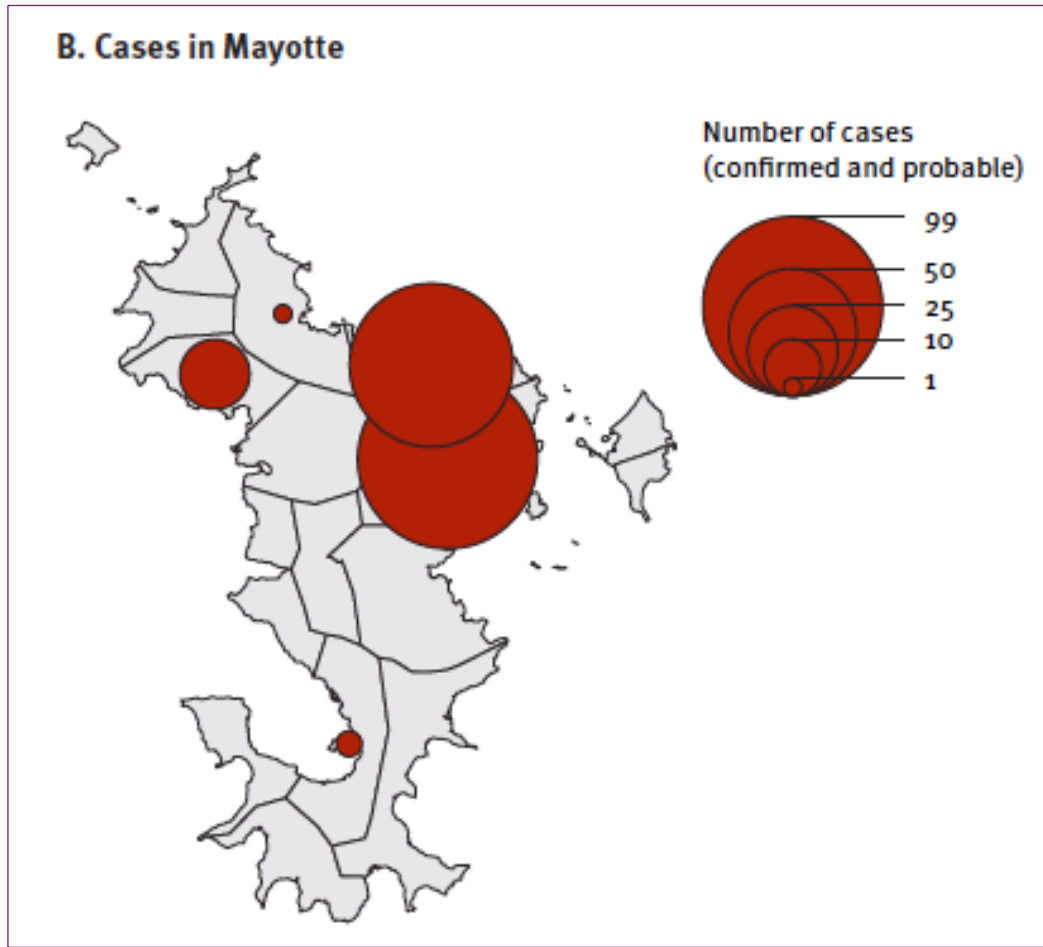 B. Cases in Mayotte
Number of cases
(confirmed and probable)
99
50
25
10
1